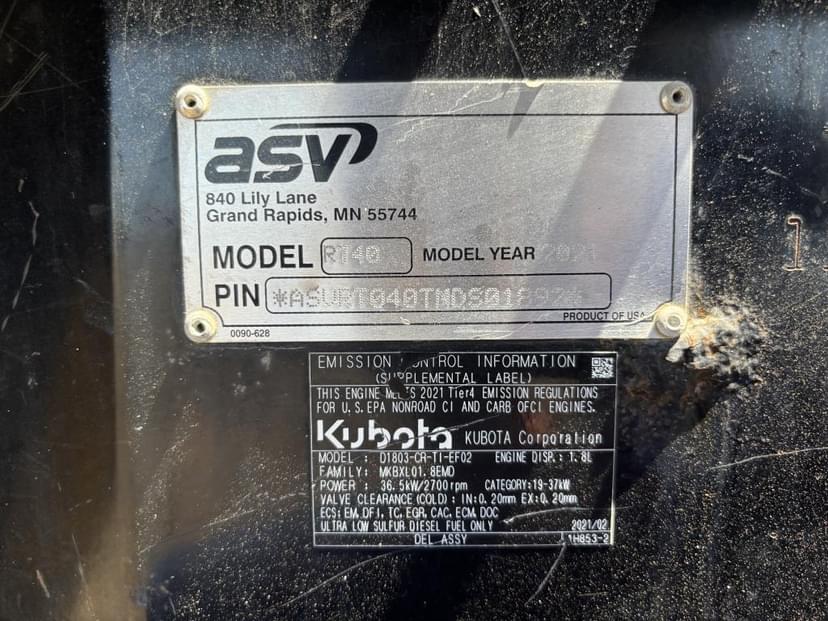 asv
840 Lily Lane
Grand Rapids, MN 55744
MODEL RT40 MODEL YEAR 2021
PIN
PRODUCT OF USA
0090-628
EMISSION CONTROL INFORMATION
(SUPPLEMENTAL LABEL)
THIS ENGINE MEETS 2021 Tier4 EMISSION REGULATIONS
FOR U.S. EPA NONROAD CI AND CARB OFCI ENGINES.
Kubota KUBOTA Corporation
MODEL : D1803-CR-TI-EF02 ENGINE DISP.: 1.8L
FAMILY: MKBXL01.8EMD
POWER : 36.5kW/2700rpm CATEGORY:19-37kW
VALVE CLEARANCE (COLD) : IN:0.20mm EX:0.20mm
ECS: EM, DFI, TC, EGR, CAC, ECM, DOC
ULTRA LOW SULFUR DIESEL FUEL ONLY 2021/02
DEL ASSY 1H853-2